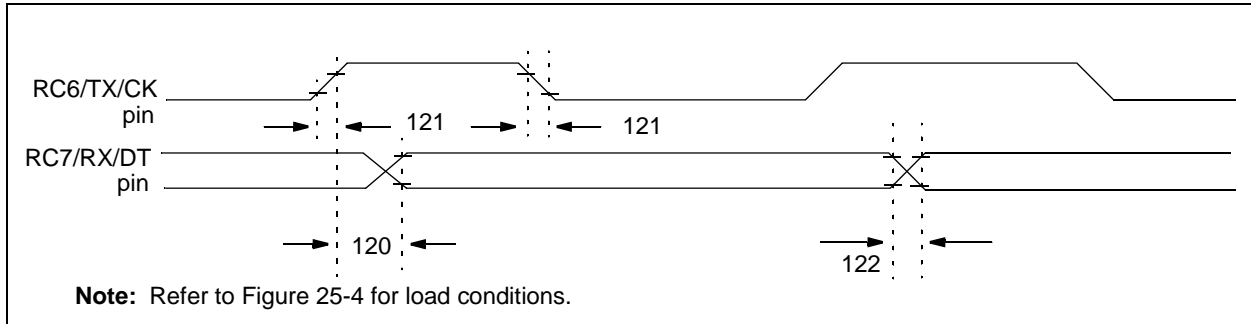 RC6/TX/CK
pin
121
121
RC7/RX/DT
pin
120
122
Note: Refer to Figure 25-4 for load conditions.